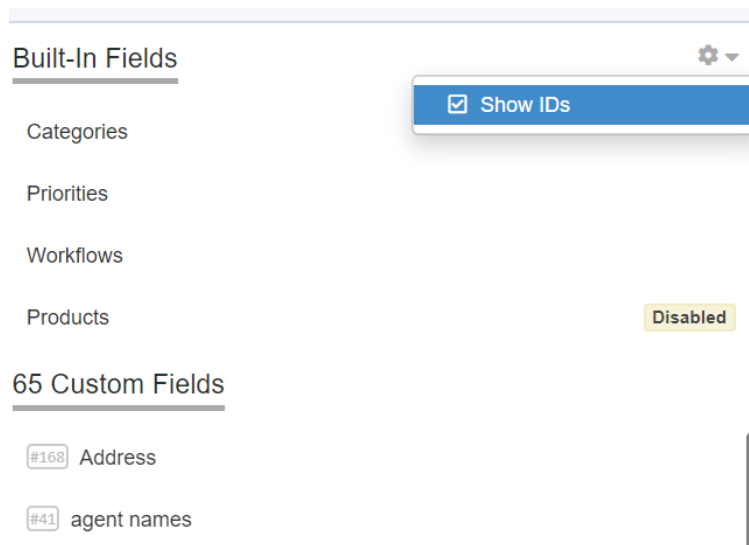 Built-In Fields
Show IDs
Categories
Priorities
Workflows
Products Disabled
65 Custom Fields
#168 Address
#41 agent names